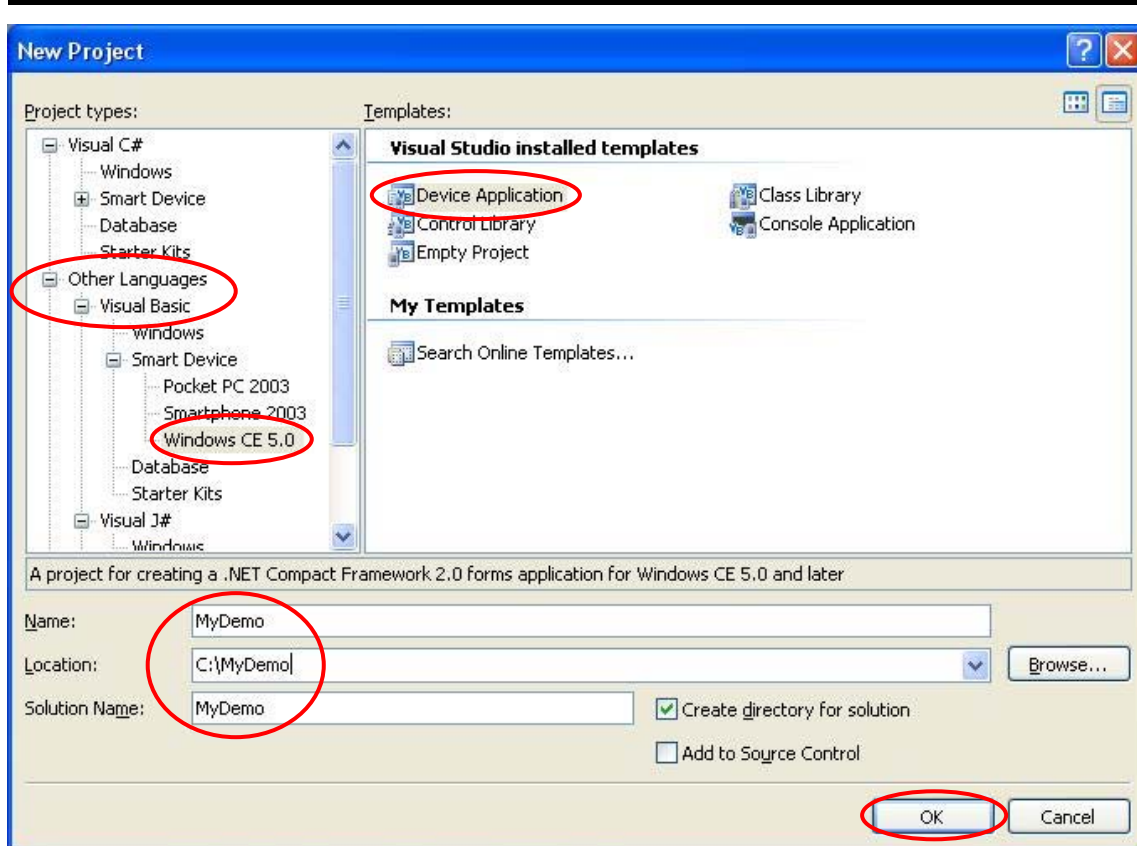 New Project
Project types:
Visual C#
Windows
Smart Device
Database
Starter Kits
Other Languages
Visual Basic
Windows
Smart Device
Pocket PC 2003
Smartphone 2003
Windows CE 5.0
Database
Starter Kits
Visual J#
Windows
Templates:
Visual Studio installed templates
Device Application
Class Library
Control Library
Console Application
Empty Project
My Templates
Search Online Templates...
A project for creating a .NET Compact Framework 2.0 forms application for Windows CE 5.0 and later
Name: MyDemo
Location: C:\MyDemo Browse...
Solution Name: MyDemo Create directory for solution
Add to Source Control
OK Cancel